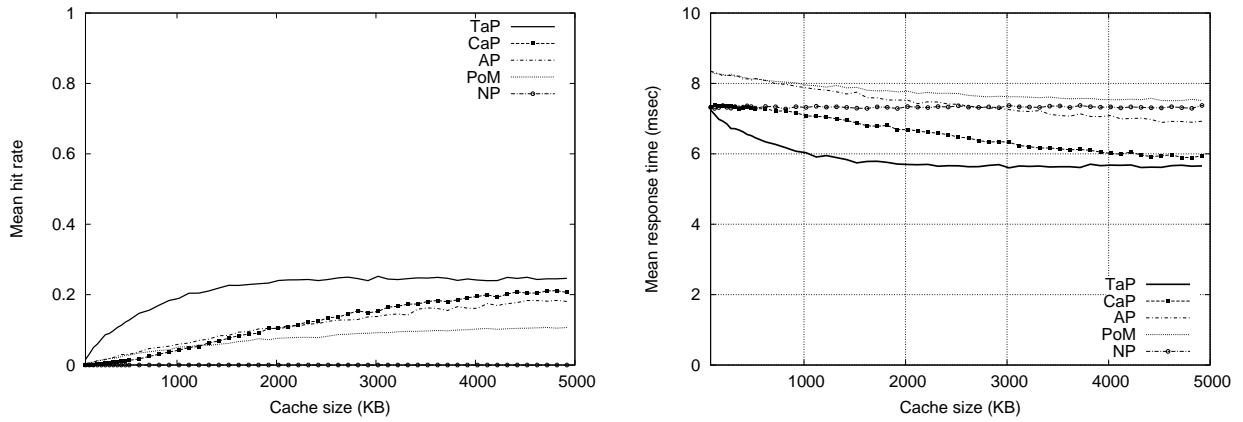 Mean hit rate
1
0.8
0.6
0.4
0.2
0
1000 2000 3000 4000 5000
Cache size (KB)
TaP
CaP
AP
PoM
NP
Mean response time (msec)
10
8
6
4
2
0
1000 2000 3000 4000 5000
Cache size (KB)
TaP
CaP
AP
PoM
NP